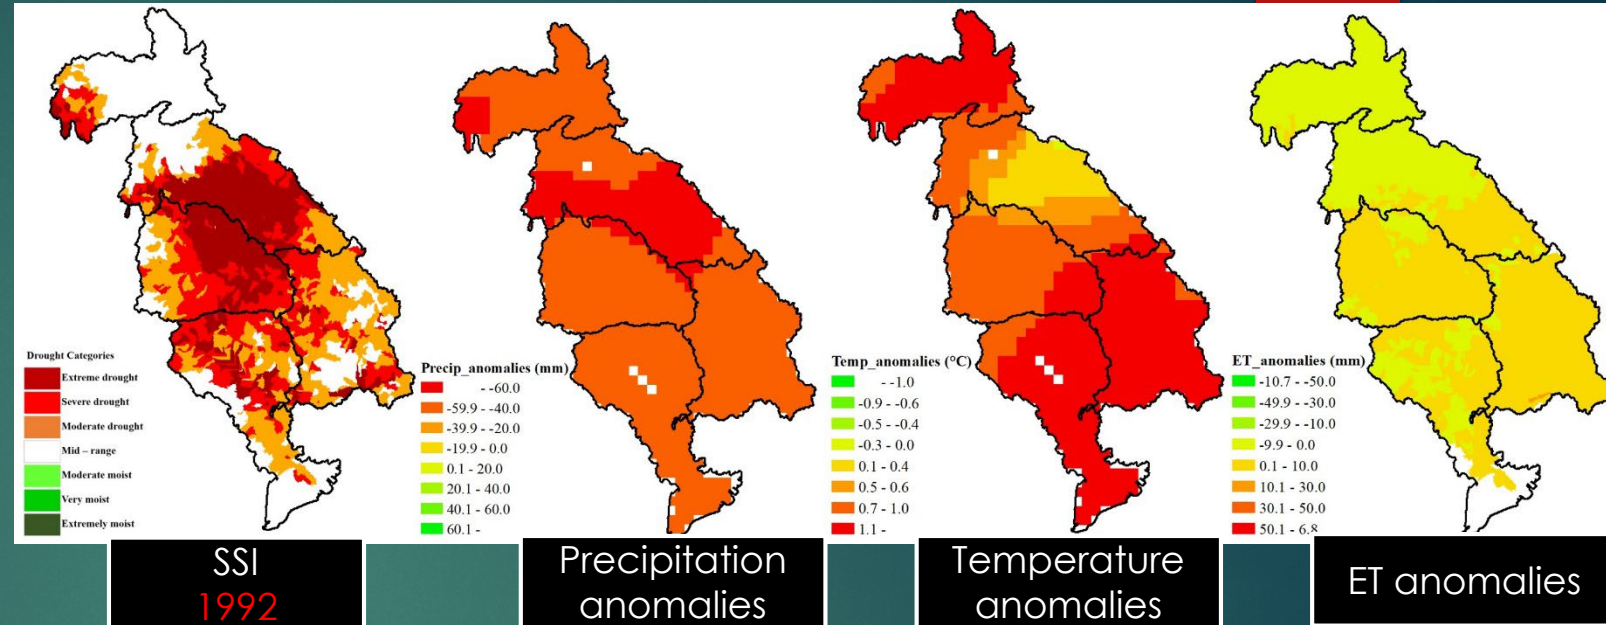 Drought Categories
Extreme drought
Severe drought
Moderate drought
Mid – range
Moderate moist
Very moist
Extremely moist
Precip_anomalies (mm)
- -60.0
-59.9 - -40.0
-39.9 - -20.0
-19.9 - 0.0
0.1 - 20.0
20.1 - 40.0
40.1 - 60.0
60.1 -
Temp_anomalies (°C)
- -1.0
-0.9 - -0.6
-0.5 - -0.4
-0.3 - 0.0
0.1 - 0.4
0.5 - 0.6
0.7 - 1.0
1.1 -
ET_anomalies (mm)
-10.7 - -50.0
-49.9 - -30.0
-29.9 - -10.0
-9.9 - 0.0
0.1 - 10.0
10.1 - 30.0
30.1 - 50.0
50.1 - 6.8
SSI
1992
Precipitation
anomalies
Temperature
anomalies
ET anomalies